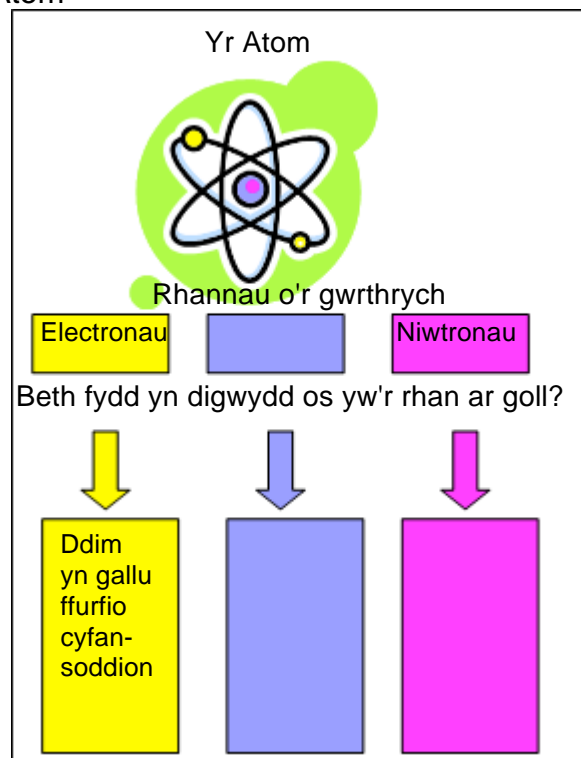 Yr Atom
Rhannau o'r gwrthrych
Electronau
Niwtronau
Beth fydd yn digwydd os yw'r rhan ar goll?
Ddim
yn gallu
ffurfio
cyfan-
soddion